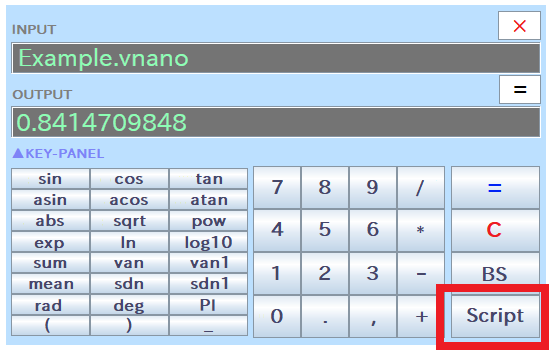 INPUT
×
Example.vnano
OUTPUT
=
0.8414709848
▲KEY-PANEL
sin cos tan
asin acos atan
abs sqrt pow
exp ln log10
sum van van1
mean sdn sdn1
rad deg PI
( ) _
7 8 9 /
4 5 6 *
1 2 3 -
0 . , +
=
C
BS
Script